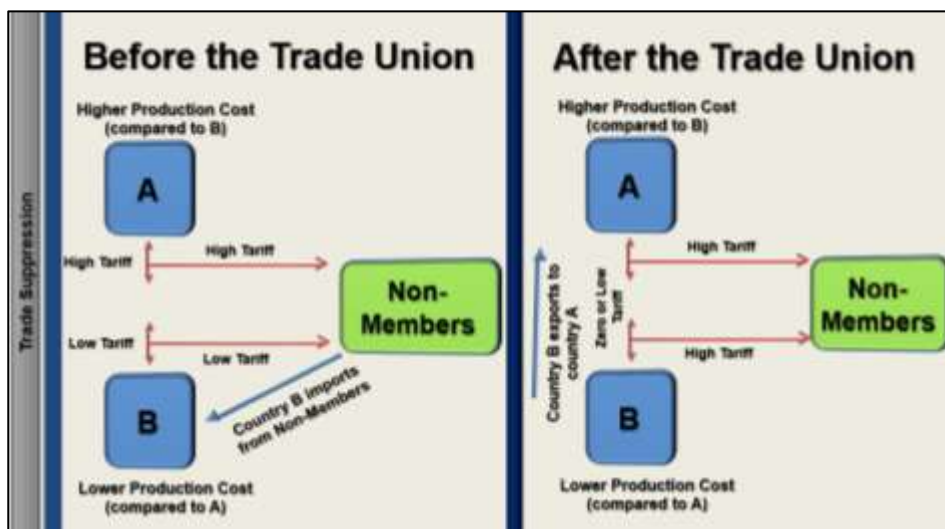 Trade Suppression
Before the Trade Union
Higher Production Cost
(compared to B)
A
High Tariff
High Tariff
Non-
Members
Low Tariff
Low Tariff
Country B imports
from Non-Members
B
Lower Production Cost
(compared to A)
After the Trade Union
Higher Production Cost
(compared to B)
A
High Tariff
Country B exports to
country A
Zero or Low
Tariff
Non-
Members
High Tariff
B
Lower Production Cost
(compared to A)